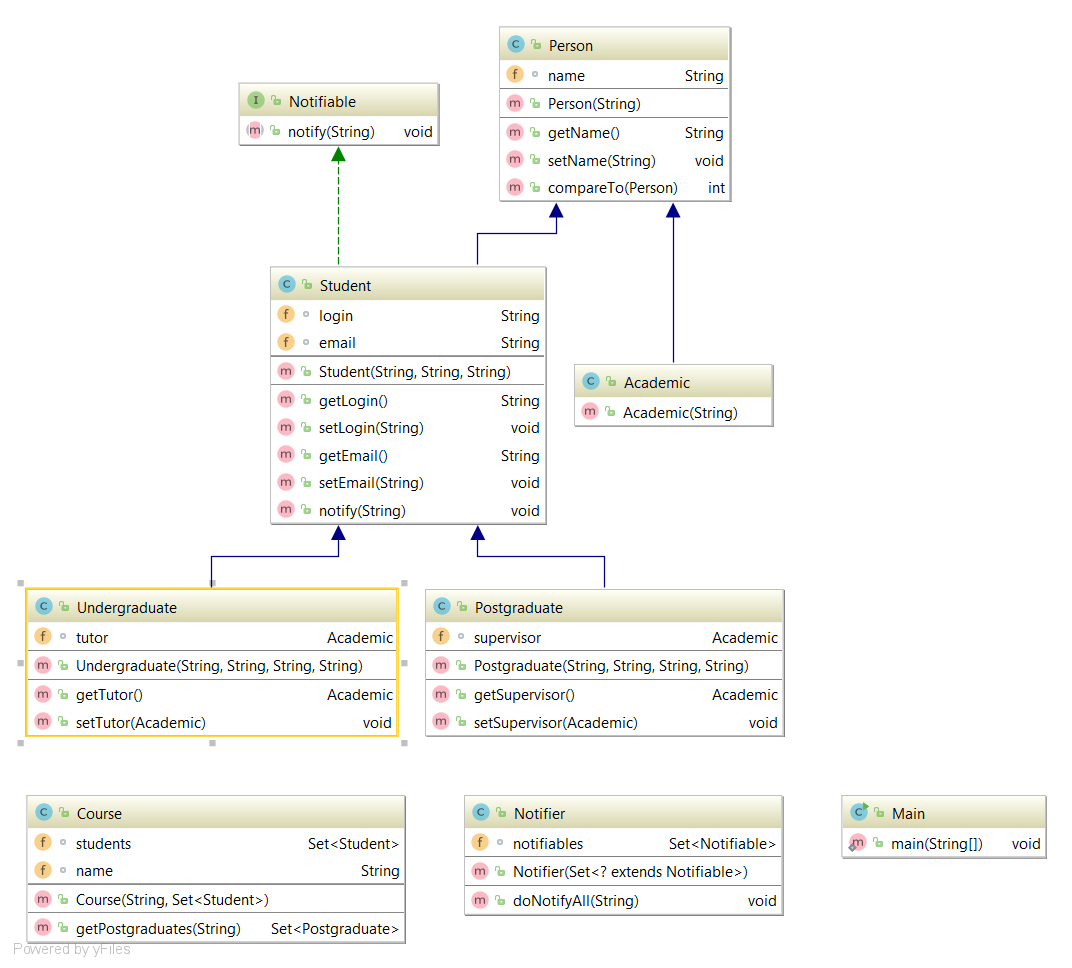 Person
name String
Person(String)
getName() String
setName(String) void
compareTo(Person) int
Notifiable
notify(String) void
Student
login String
email String
Student(String, String, String)
getLogin() String
setLogin(String) void
getEmail() String
setEmail(String) void
notify(String) void
Academic
Academic(String)
Undergraduate
tutor Academic
Undergraduate(String, String, String, String)
getTutor() Academic
setTutor(Academic) void
Postgraduate
supervisor Academic
Postgraduate(String, String, String, String)
getSupervisor() Academic
setSupervisor(Academic) void
Course
students Set<Student>
name String
Course(String, Set<Student>)
getPostgraduates(String) Set<Postgraduate>
Notifier
notifiables Set<Notifiable>
Notifier(Set<? extends Notifiable>)
doNotifyAll(String) void
Main
main(String[]) void
Powered by yFiles